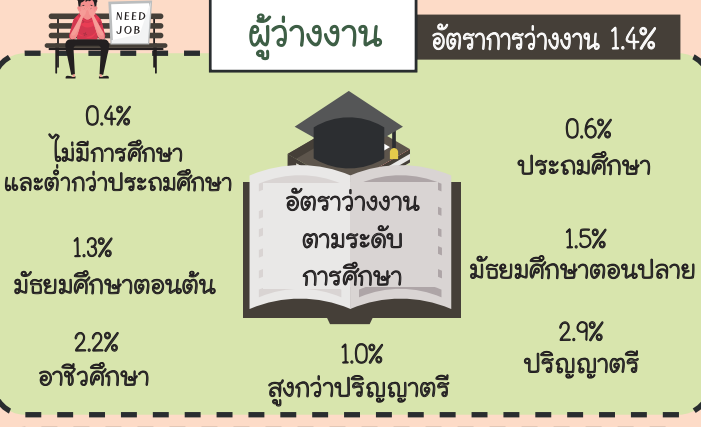 NEED
JOB
ผู้ว่างงาน
อัตราการว่างงาน 1.4%
0.4%
ไม่มีการศึกษา
และต่ำกว่าประถมศึกษา
0.6%
ประถมศึกษา
อัตราว่างงาน
ตามระดับ
การศึกษา
1.3%
มัธยมศึกษาตอนต้น
1.5%
มัธยมศึกษาตอนปลาย
2.2%
อาชีวศึกษา
1.0%
สูงกว่าปริญญาตรี
2.9%
ปริญญาตรี